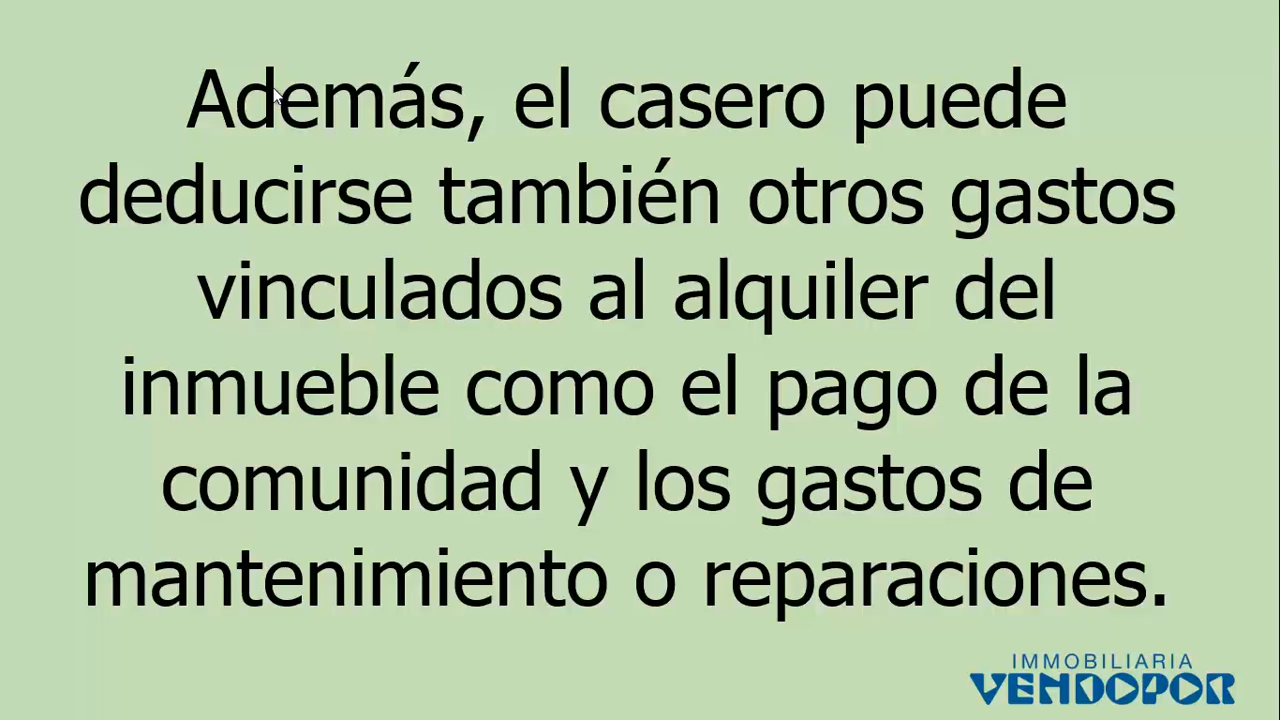 Además, el casero puede
deducirse también otros gastos
vinculados al alquiler del
inmueble como el pago de la
comunidad y los gastos de
mantenimiento o reparaciones.
IMMOBILIARIA
VENDOPOR